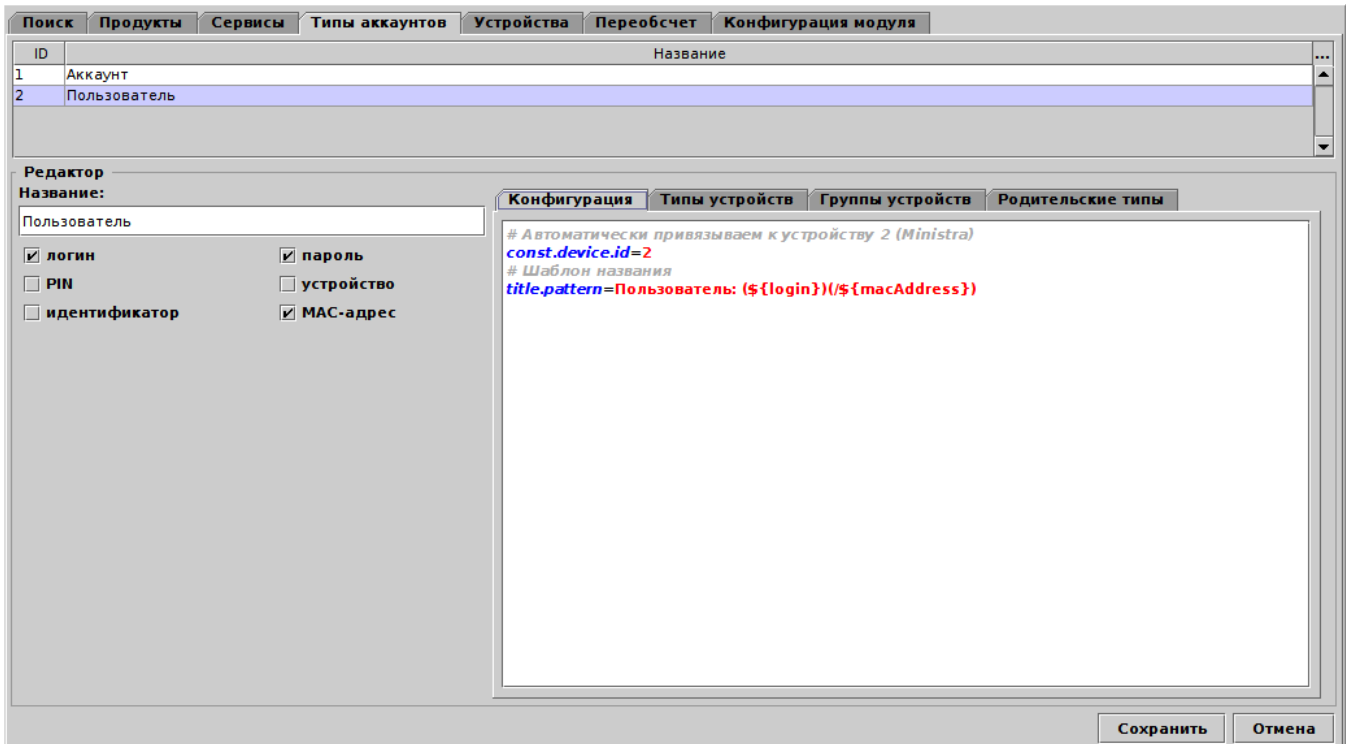 Поиск Продукты Сервисы Типы аккаунтов Устройства Переобсчет Конфигурация модуля
ID Название ...
1 Аккаунт
2 Пользователь
Редактор
Название:
Пользователь
логин пароль
PIN устройство
идентификатор MAC-адрес
Конфигурация Типы устройств Группы устройств Родительские типы
# Автоматически привязываем к устройству 2 (Ministra)
const.device.id=2
# Шаблон названия
title.pattern=Пользователь: (${login})(/${macAddress})
Сохранить Отмена